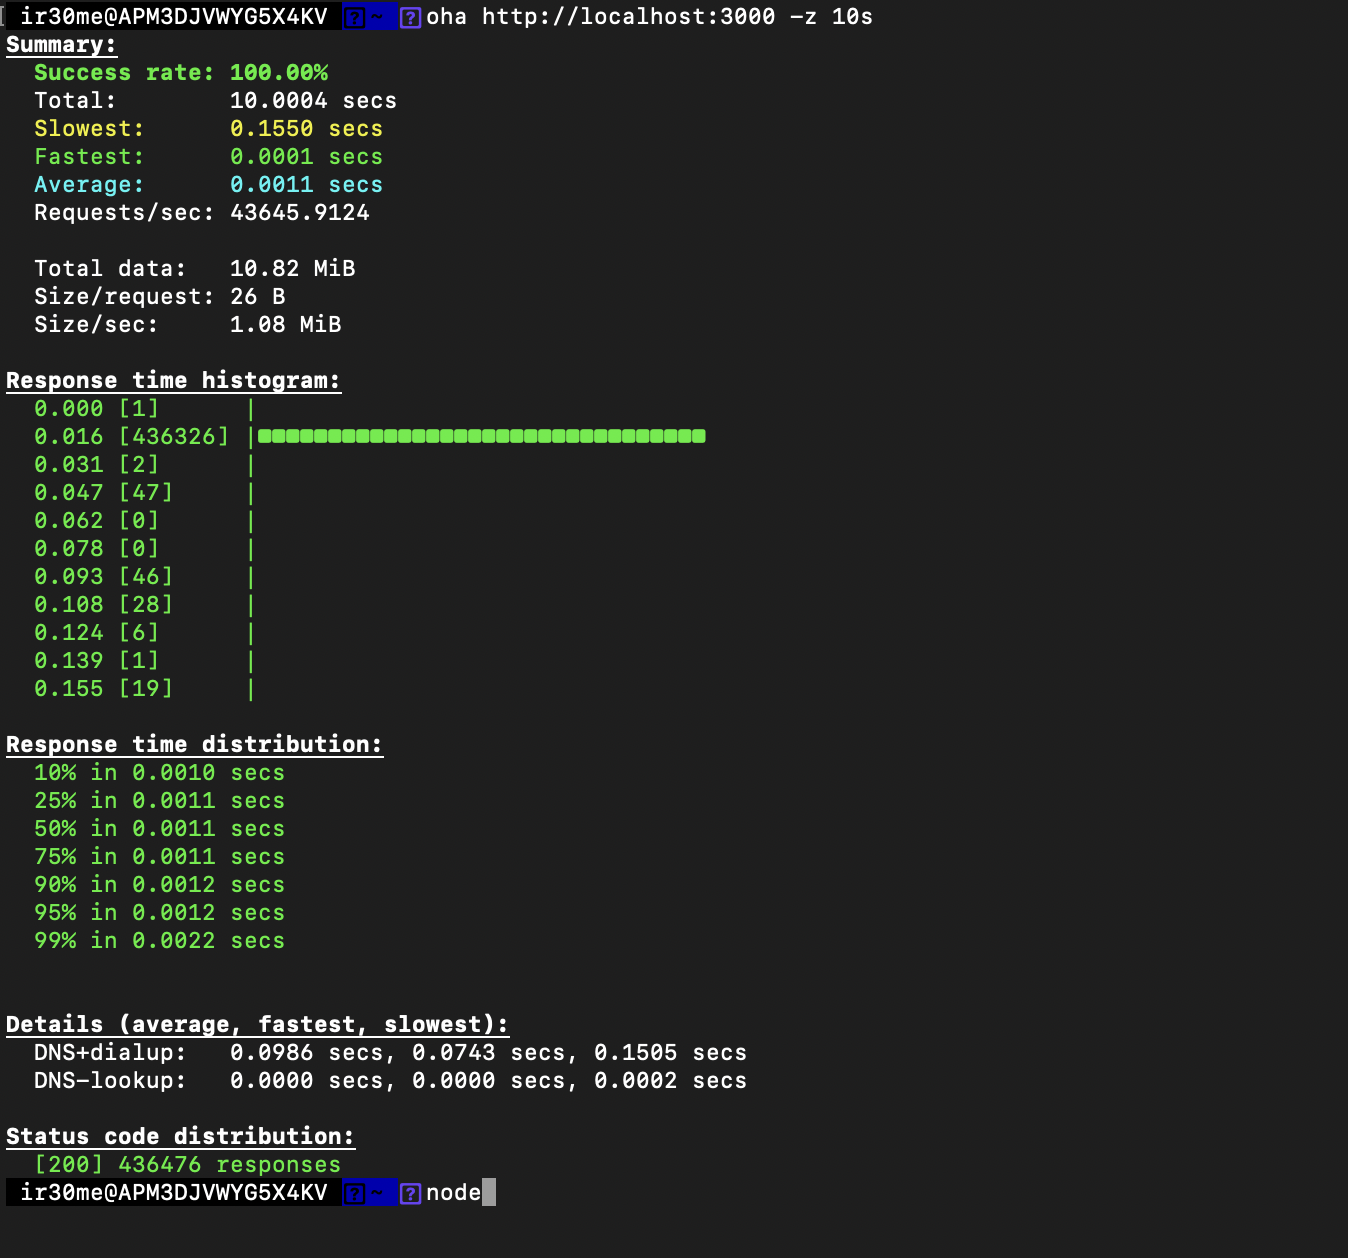 ir30me@APM3DJVWYG5X4KV ? ~ ? oha http://localhost:3000 -z 10s
Summary:
Success rate: 100.00%
Total: 10.0004 secs
Slowest: 0.1550 secs
Fastest: 0.0001 secs
Average: 0.0011 secs
Requests/sec: 43645.9124
Total data: 10.82 MiB
Size/request: 26 B
Size/sec: 1.08 MiB
Response time histogram:
0.000 [1] |
0.016 [436326] |■■■■■■■■■■■■■■■■■■■■■■■■■■■■■■■■
0.031 [2] |
0.047 [47] |
0.062 [0] |
0.078 [0] |
0.093 [46] |
0.108 [28] |
0.124 [6] |
0.139 [1] |
0.155 [19] |
Response time distribution:
10% in 0.0010 secs
25% in 0.0011 secs
50% in 0.0011 secs
75% in 0.0011 secs
90% in 0.0012 secs
95% in 0.0012 secs
99% in 0.0022 secs
Details (average, fastest, slowest):
DNS+dialup: 0.0986 secs, 0.0743 secs, 0.1505 secs
DNS-lookup: 0.0000 secs, 0.0000 secs, 0.0002 secs
Status code distribution:
[200] 436476 responses
ir30me@APM3DJVWYG5X4KV ? ~ ? node